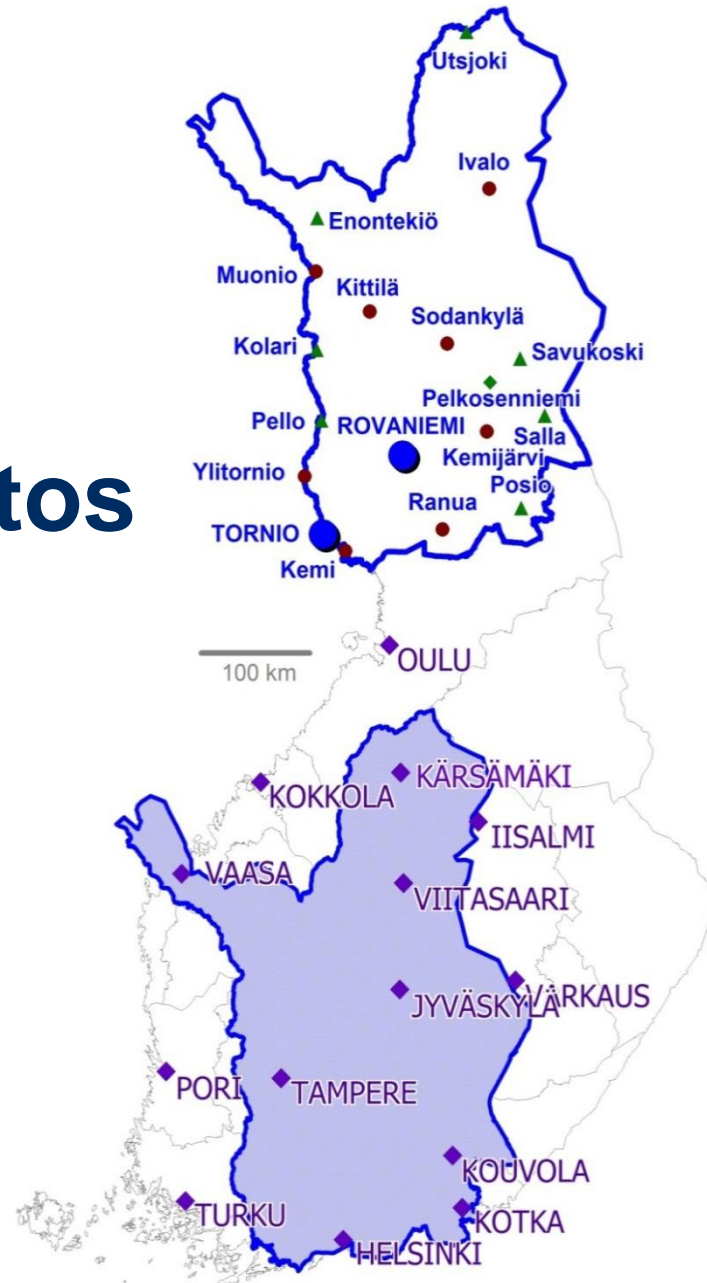 Utsjoki
Ivalo
Enontekiö
Muonio
Kittilä
Sodankylä
Kolari
Savukoski
Pelkosenniemi
Pello
ROVANIEMI
Salla
Kemijärvi
Ylitornio
Posio
tos
Ranua
TORNIO
Kemi
100 km
OULU
KÄRSÄMÄKI
KOKKOLA
IISALMI
VAASA
VIITASAARI
JYVÄSKYLÄ
VARKAUS
PORI
TAMPERE
KOUVOLA
TURKU
KOTKA
HELSINKI